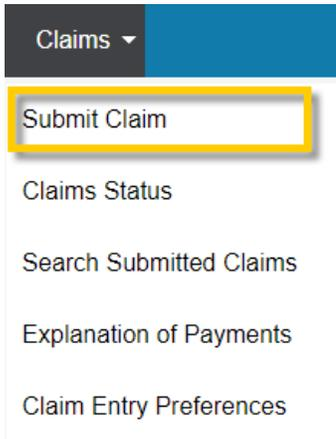 Claims
Submit Claim
Claims Status
Search Submitted Claims
Explanation of Payments
Claim Entry Preferences